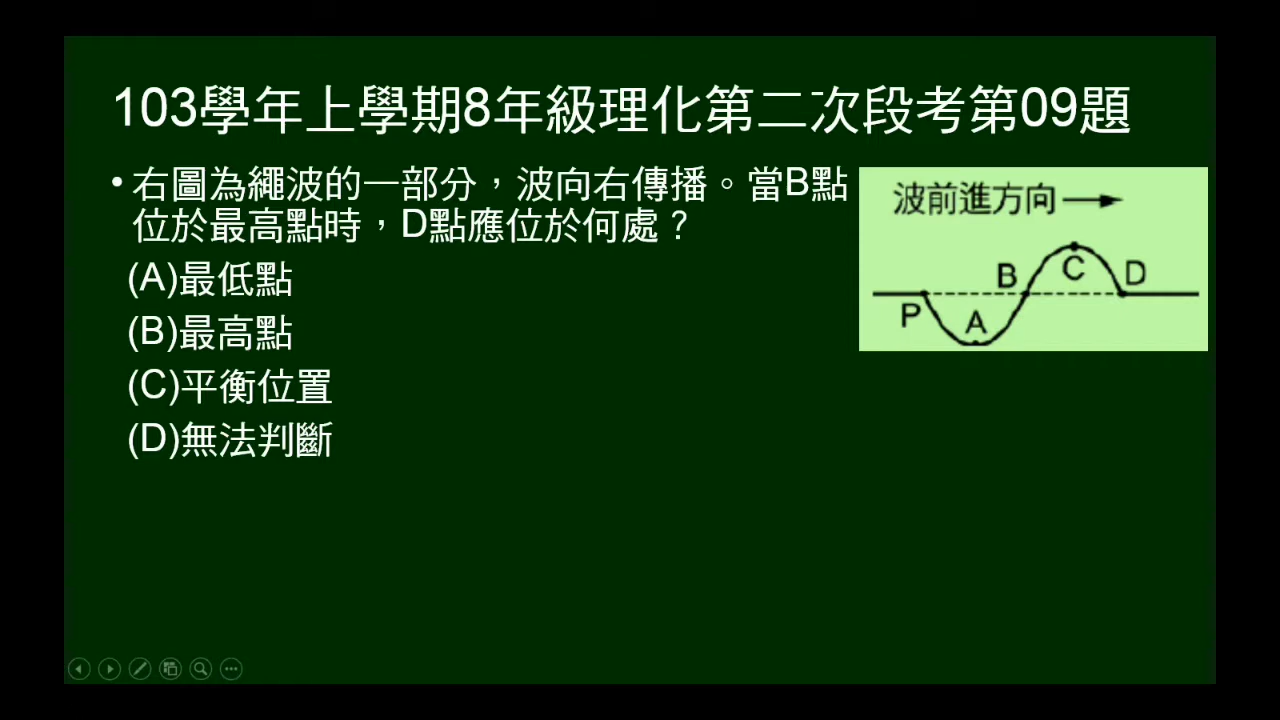 103學年上學期8年級理化第二次段考第09題
•右圖為繩波的一部分，波向右傳播。當B點
位於最高點時，D點應位於何處？
(A)最低點
(B)最高點
(C)平衡位置
(D)無法判斷
波前進方向
B C D
P A